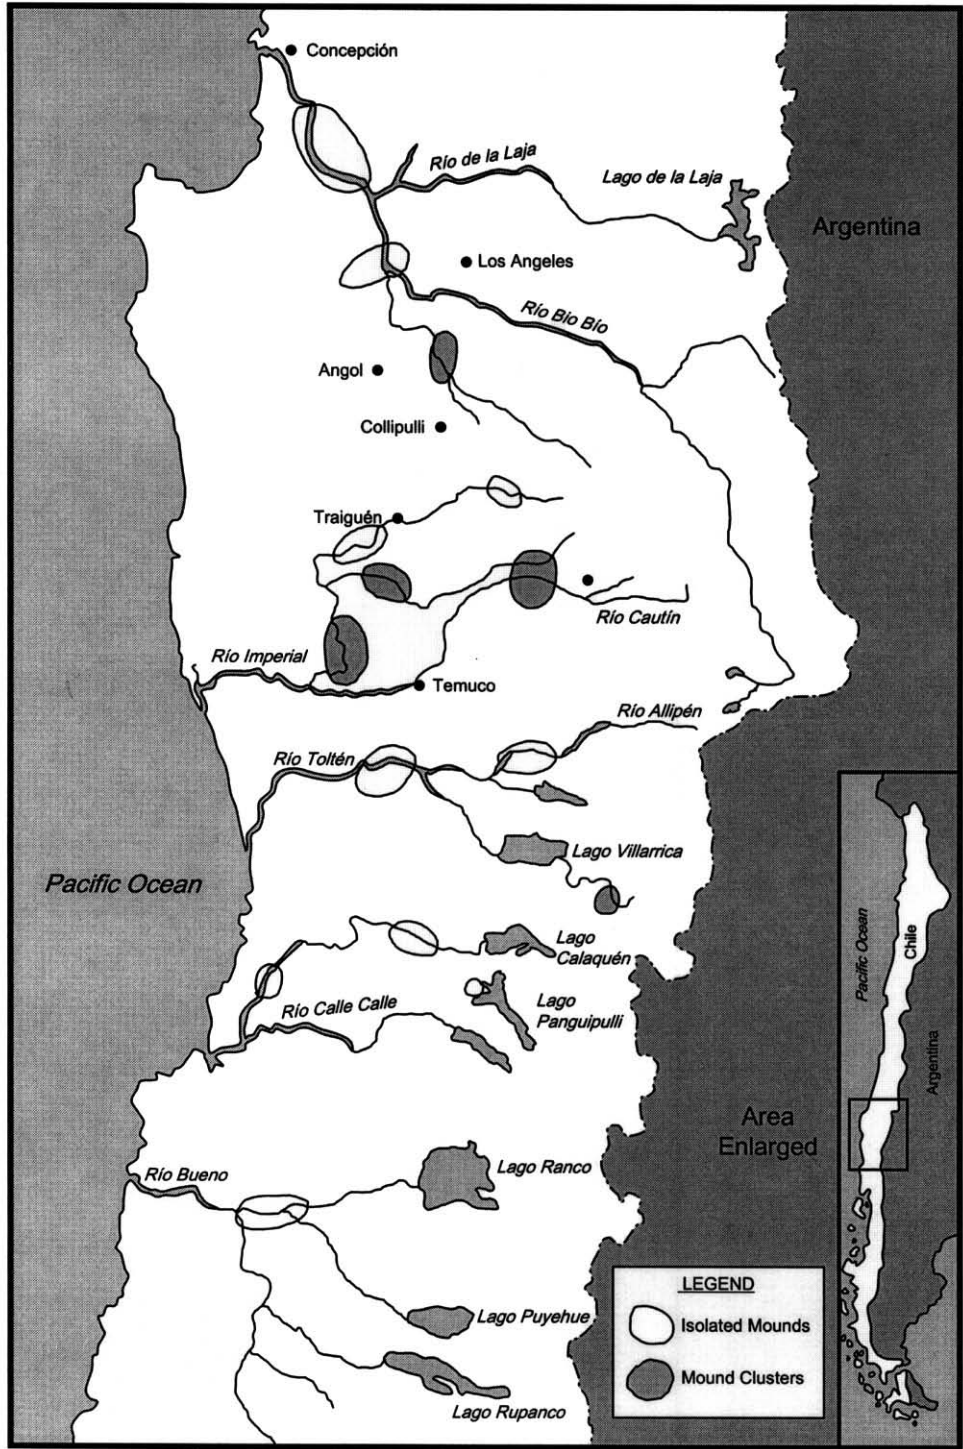 Concepción
Río de la Laja
Lago de la Laja
Argentina
Los Angeles
Río Bio Bío
Angol
Collipulli
Traiguén
Río Cautín
Río Imperial
Temuco
Río Allipén
Río Toltén
Lago Villarrica
Pacific Ocean
Lago
Calaquén
Río Calle Calle
Lago
Panguipulli
Area
Enlarged
Río Bueno
Lago Ranco
Lago Puyehue
Lago Rupanco
LEGEND
Isolated Mounds
Mound Clusters
Pacific Ocean
Chile
Argentina